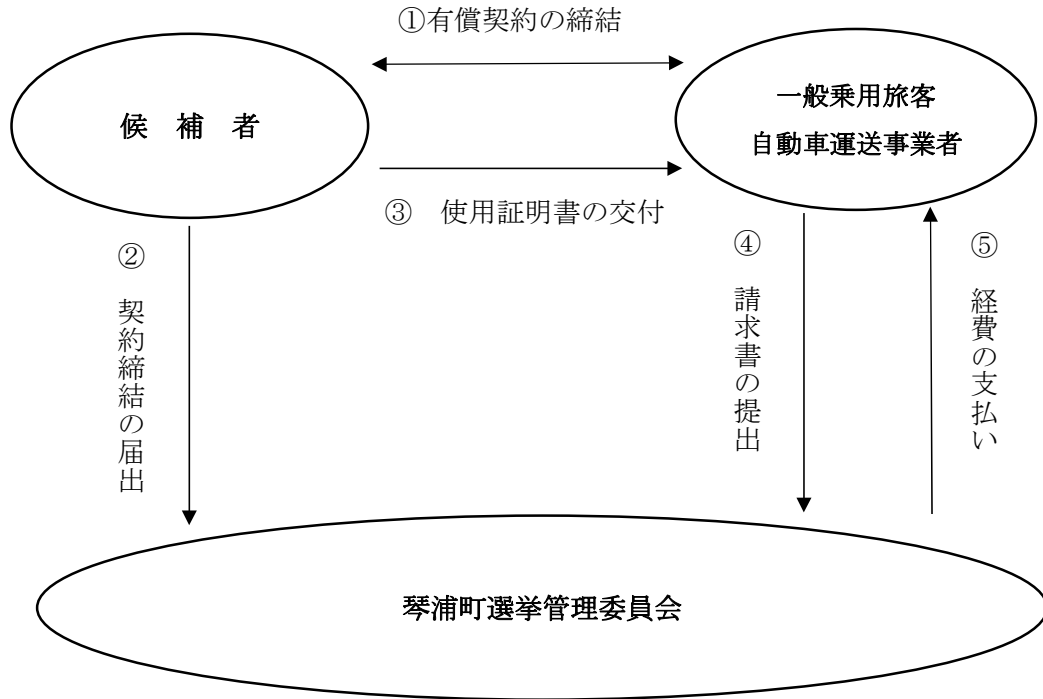 ①有償契約の締結
候　補　者
一般乗用旅客
自動車運送事業者
③　使用証明書の交付
②　契約締結の届出
④　請求書の提出
⑤　経費の支払い
琴浦町選挙管理委員会